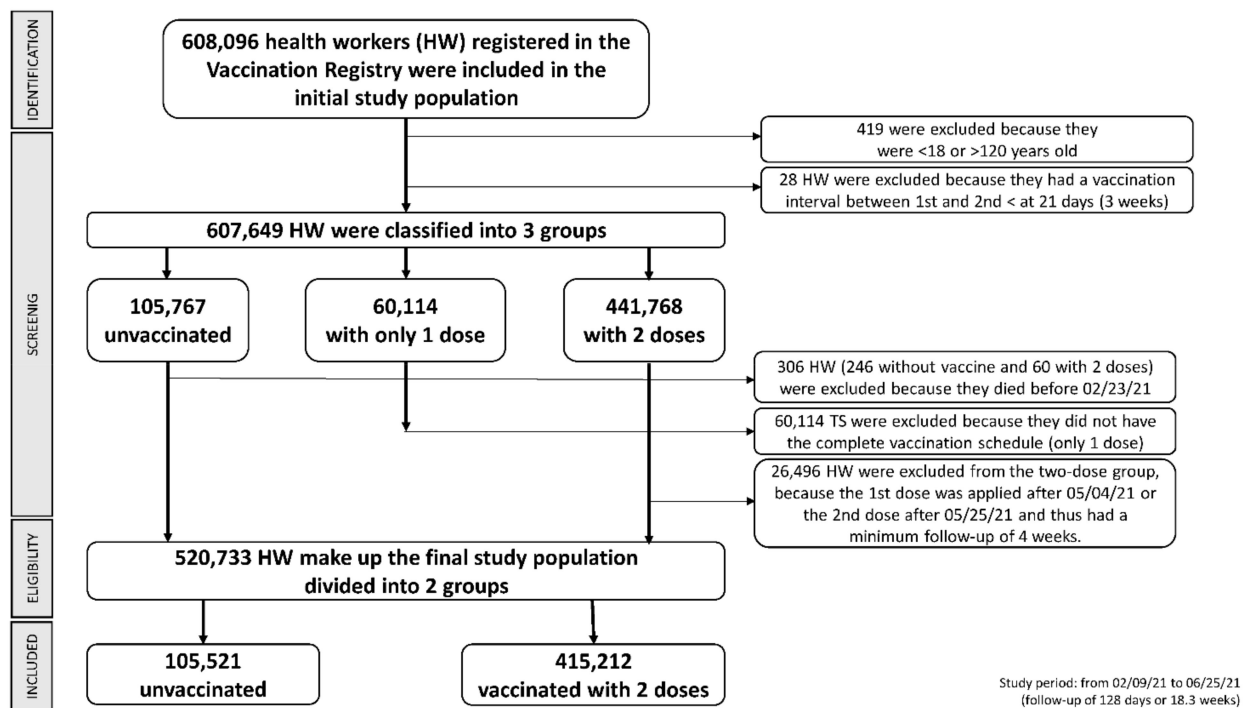 IDENTIFICATION
608,096 health workers (HW) registered in the
Vaccination Registry were included in the
initial study population
SCREENIG
419 were excluded because they
were <18 or >120 years old
28 HW were excluded because they had a vaccination
interval between 1st and 2nd < at 21 days (3 weeks)
607,649 HW were classified into 3 groups
105,767
unvaccinated
60,114
with only 1 dose
441,768
with 2 doses
306 HW (246 without vaccine and 60 with 2 doses)
were excluded because they died before 02/23/21
60,114 TS were excluded because they did not have
the complete vaccination schedule (only 1 dose)
26,496 HW were excluded from the two-dose group,
because the 1st dose was applied after 05/04/21 or
the 2nd dose after 05/25/21 and thus had a
minimum follow-up of 4 weeks.
ELIGIBILITY
520,733 HW make up the final study population
divided into 2 groups
INCLUDED
105,521
unvaccinated
415,212
vaccinated with 2 doses
Study period: from 02/09/21 to 06/25/21
(follow-up of 128 days or 18.3 weeks)